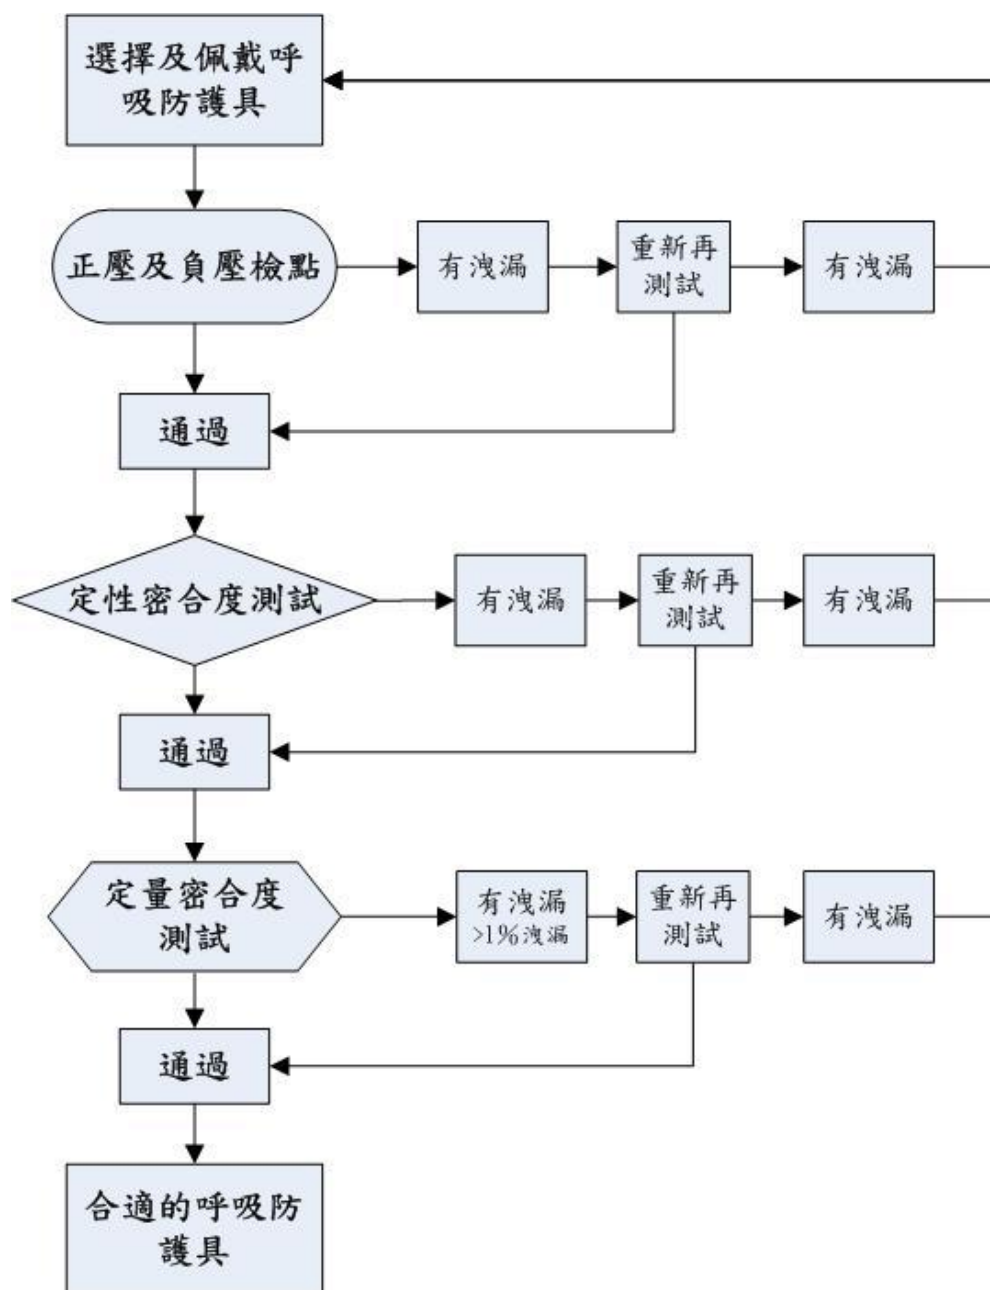 選擇及佩戴呼
吸防護具
正壓及負壓檢點
有洩漏
重新再
測試
有洩漏
通過
定性密合度測試
有洩漏
重新再
測試
有洩漏
通過
定量密合度
測試
有洩漏
>1%洩漏
重新再
測試
有洩漏
通過
合適的呼吸防
護具